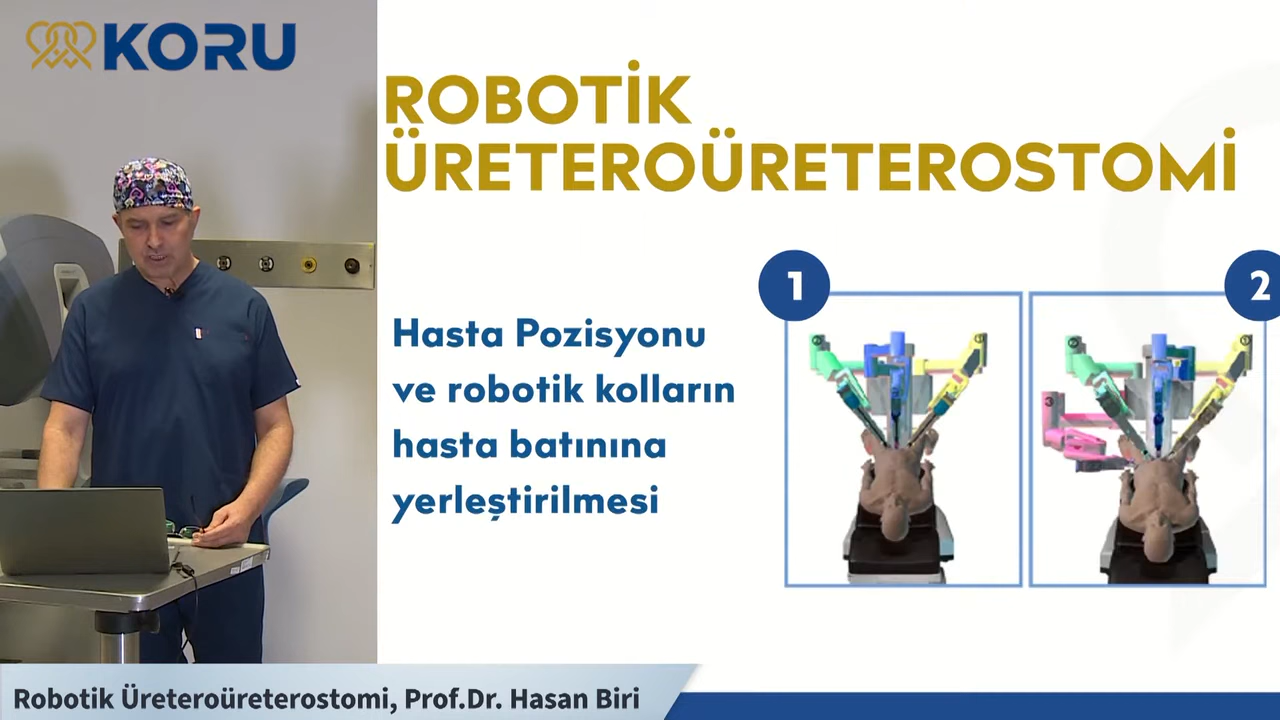 KORU
ROBOTİK
ÜRETEROÜRETEROSTOMİ
Hasta Pozisyonu
ve robotik kolların
hasta batınına
yerleştirilmesi
1
2
Robotik Üreteroüreterostomi, Prof.Dr. Hasan Biri